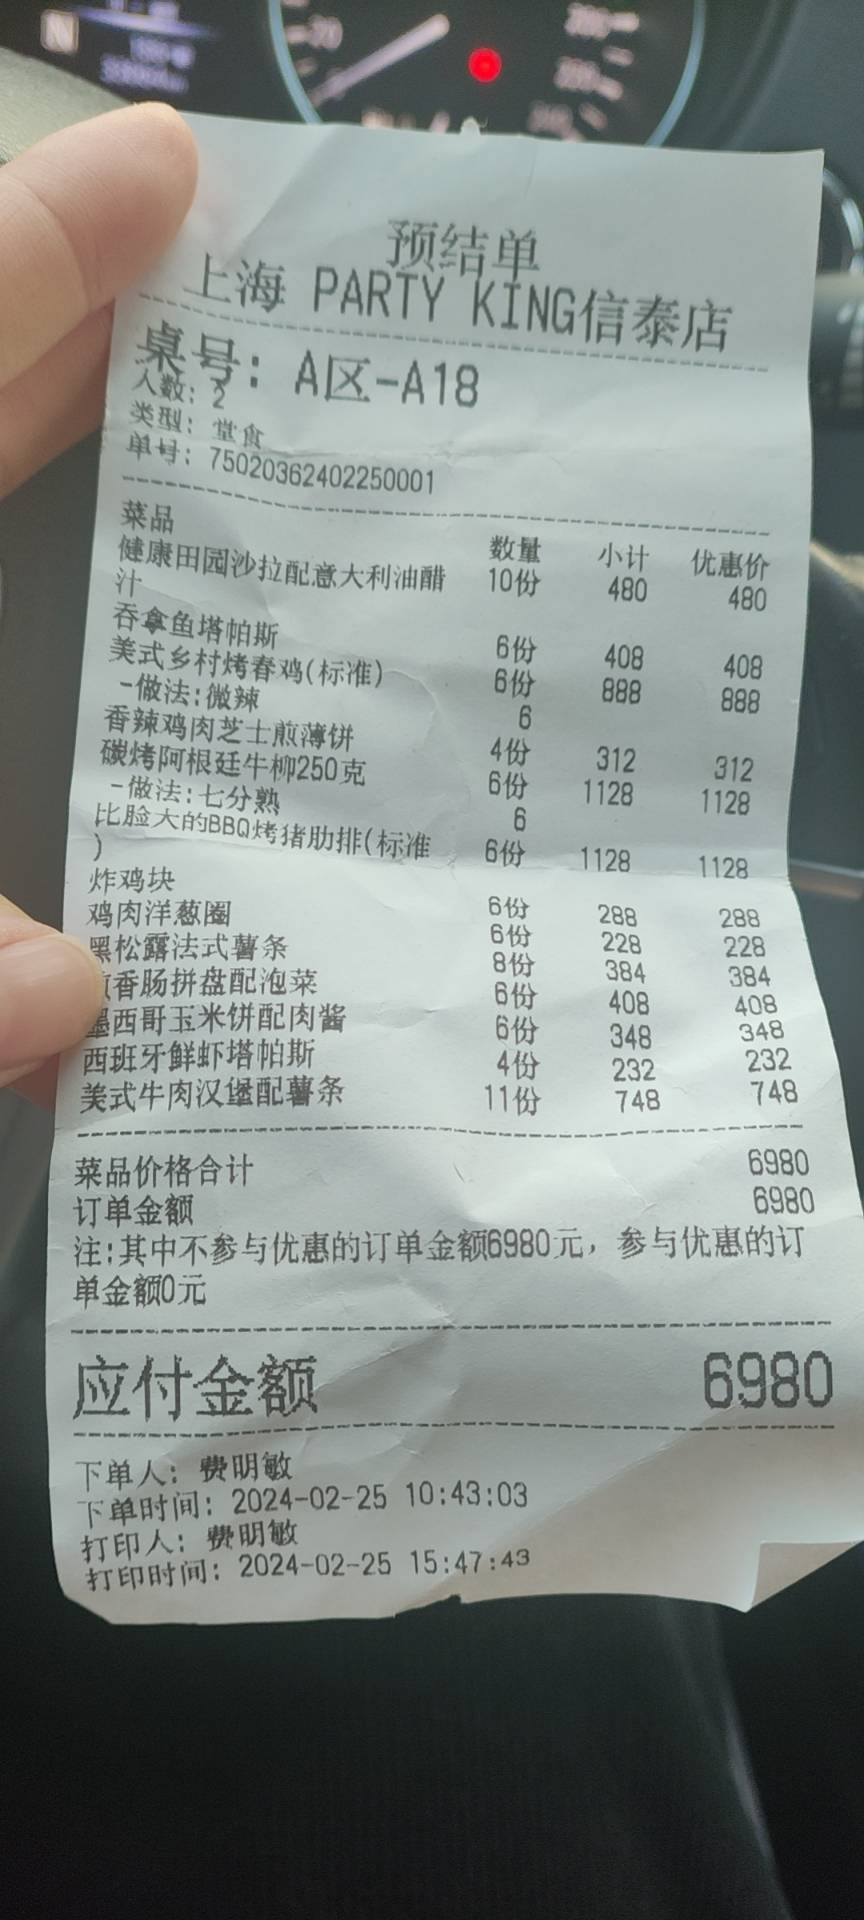 预结单
上海 PARTY KING信泰店
桌号: A区-A18
人数: 2
类型: 堂食
单号: 75020362402250001
菜品 数量 小计 优惠价
健康田园沙拉配意大利油醋 10份 480 480
汁
吞拿鱼塔帕斯 6份 408 408
美式乡村烤春鸡(标准) 6份 888 888
-做法:微辣 6
香辣鸡肉芝士煎薄饼 4份 312 312
碳烤阿根廷牛柳250克 6份 1128 1128
-做法:七分熟 6
比脸大的BBQ烤猪肋排(标准 6份 1128 1128
)
炸鸡块 6份 288 288
鸡肉洋葱圈 6份 228 228
黑松露法式薯条 8份 384 384
香肠拼盘配泡菜 6份 408 408
墨西哥玉米饼配肉酱 6份 348 348
西班牙鲜虾塔帕斯 4份 232 232
美式牛肉汉堡配薯条 11份 748 748
菜品价格合计 6980
订单金额 6980
注:其中不参与优惠的订单金额6980元，参与优惠的订
单金额0元
应付金额 6980
下单人: 费明敏
下单时间: 2024-02-25 10:43:03
打印人: 费明敏
打印时间: 2024-02-25 15:47:43